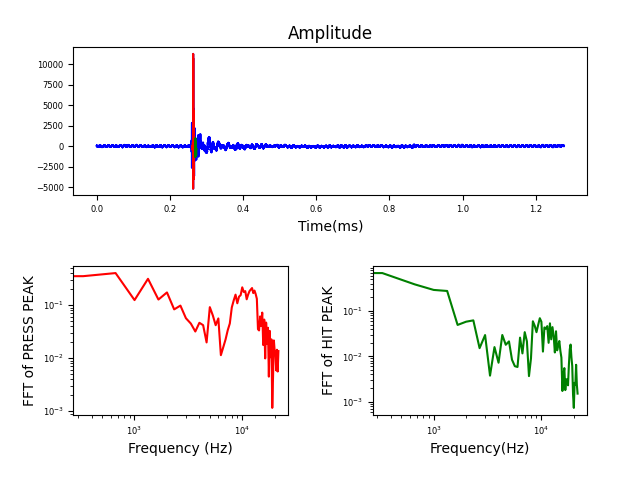 Amplitude
10000
7500
5000
2500
0
−2500
−5000
0.0 0.2 0.4 0.6 0.8 1.0 1.2
Time(ms)
FFT of PRESS PEAK
10⁻¹
10⁻²
10⁻³
10³ 10⁴
Frequency (Hz)
FFT of HIT PEAK
10⁻¹
10⁻²
10⁻³
10³ 10⁴
Frequency(Hz)